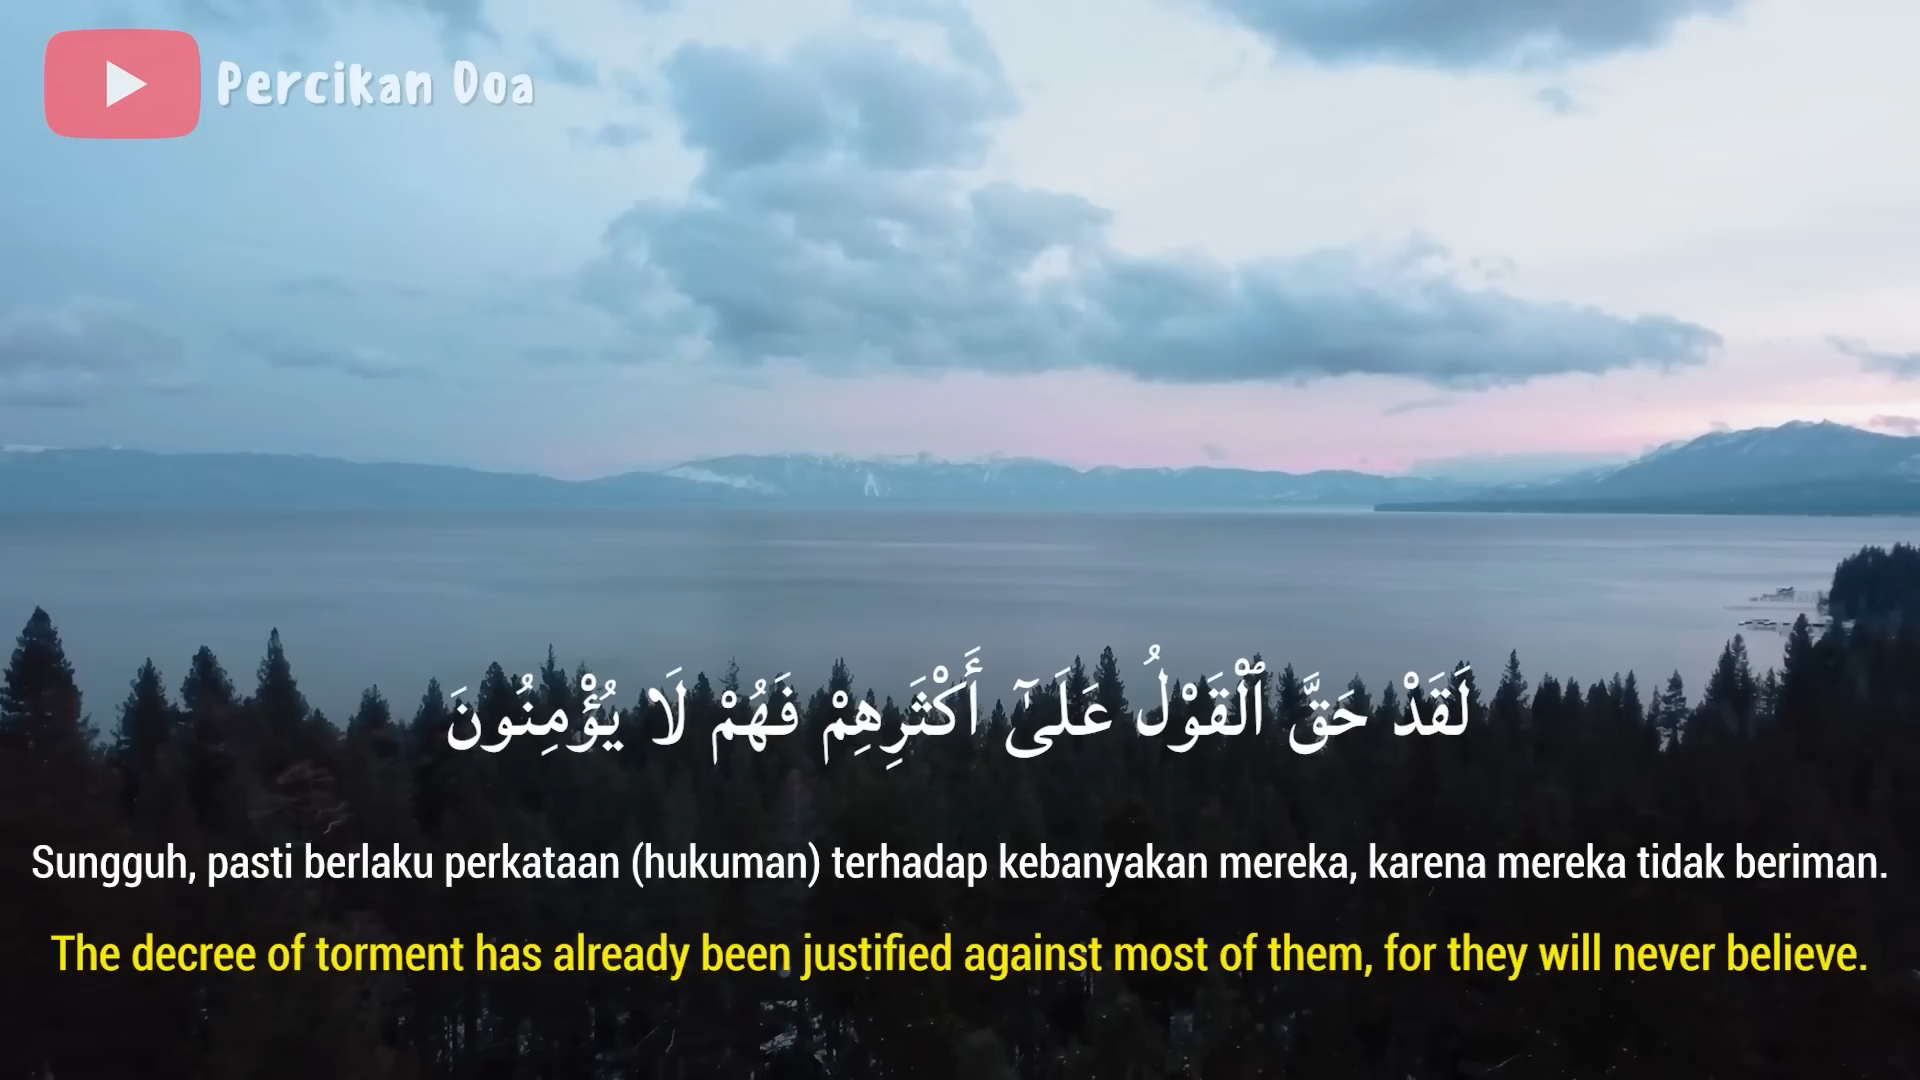 Percikan Doa
لَقَدْ حَقَّ ٱلْقَوْلُ عَلَىٰٓ أَكْثَرِهِمْ فَهُمْ لَا يُؤْمِنُونَ
Sungguh, pasti berlaku perkataan (hukuman) terhadap kebanyakan mereka, karena mereka tidak beriman.
The decree of torment has already been justified against most of them, for they will never believe.